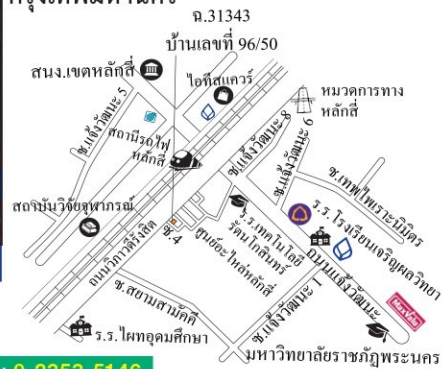 ฉ.31343
บ้านเลขที่ 96/50
สนง.เขตหลักสี่
ไอทีสแควร์
หมวดการทาง
หลักสี่
ซ.แจ้งวัฒนะ 5
สถานีรถไฟ
หลักสี่
ซ.แจ้งวัฒนะ 8
ซ.แจ้งวัฒนะ 6
ซ.เทพไพเราะนิมิตร
สถาบันวิจัยจุฬาภรณ์
ถนนวิภาวดีรังสิต
ซ.4
ศูนย์อะไหล่หลักสี่
ร.ร.เทคโนโลยี
รัตนโกสินทร์
ร.ร.โรงเรียนเจริญผลวิทยา
ถนนแจ้งวัฒนะ
ซ.สยามสามัคคี
ซ.แจ้งวัฒนะ 1
MaxValu
ร.ร.ไผทอุดมศึกษา
มหาวิทยาลัยราชภัฏพระนคร